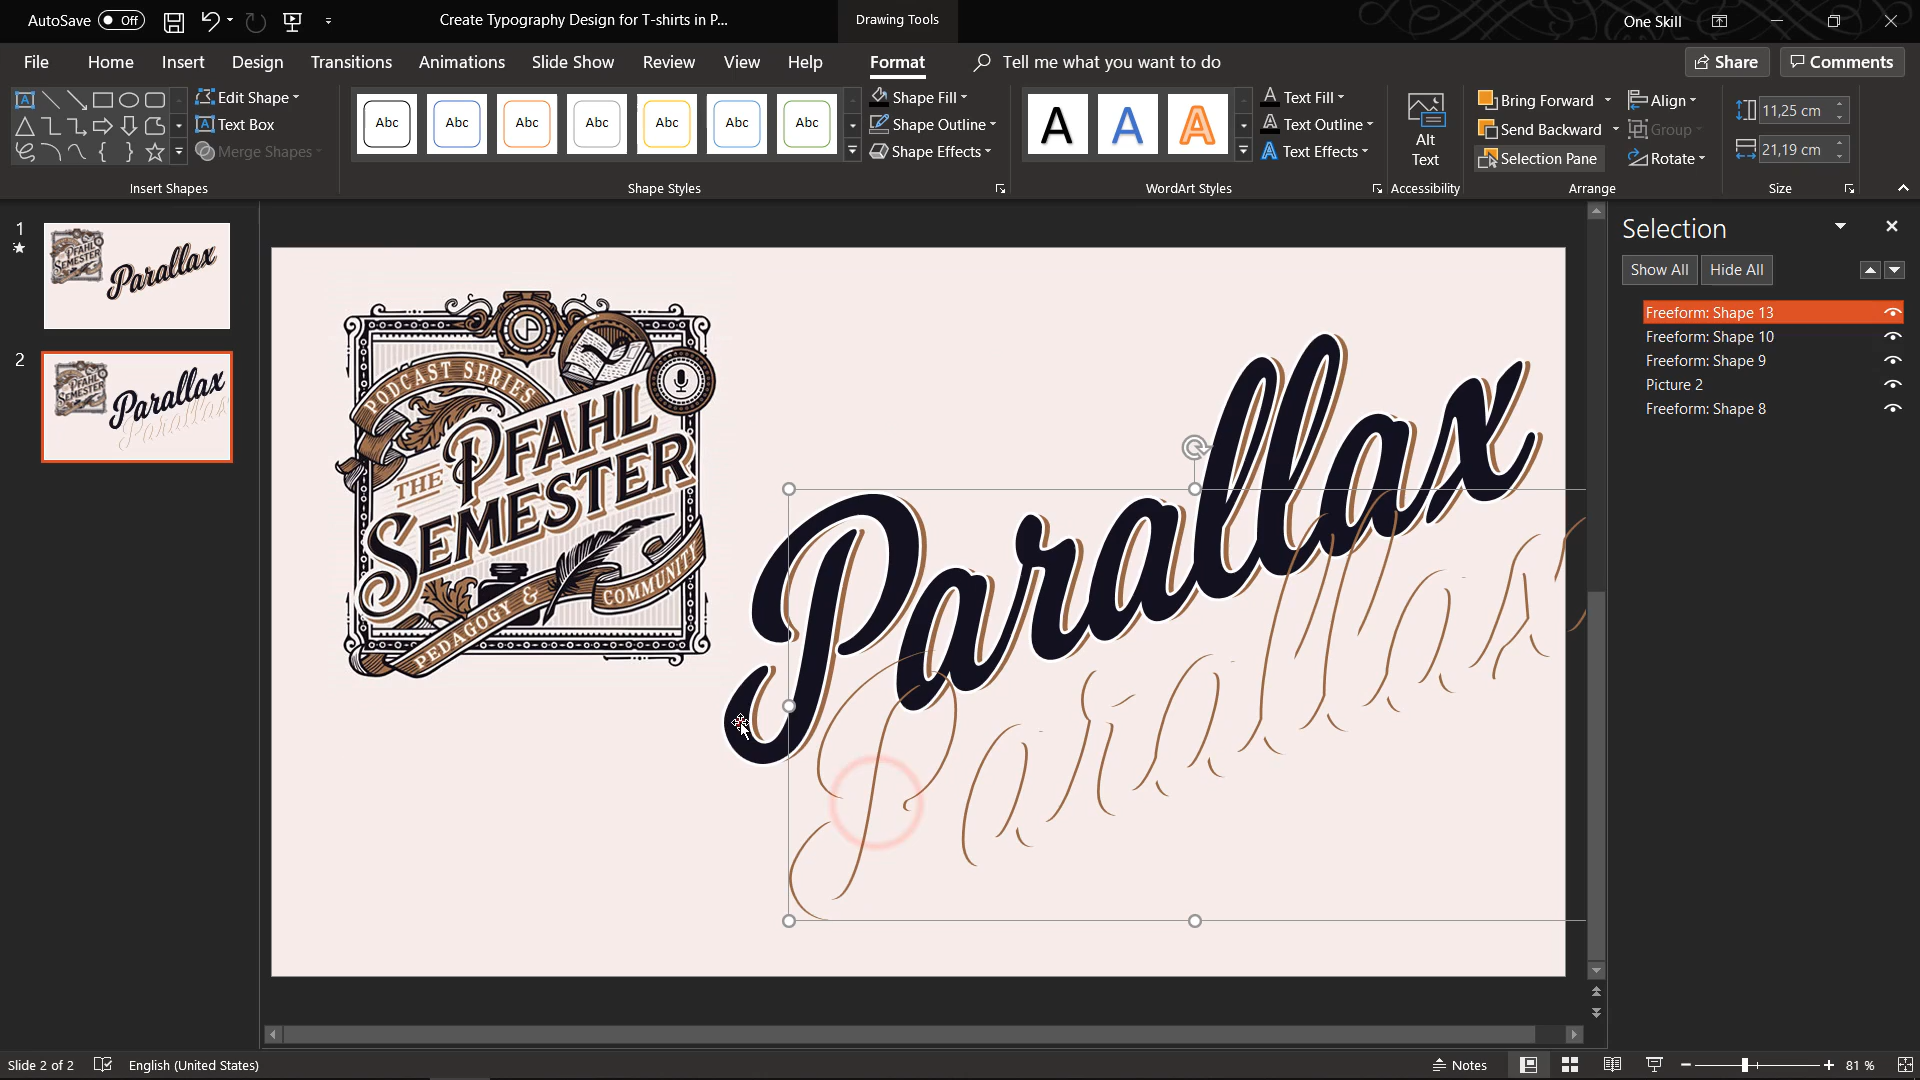 AutoSave Off
Create Typography Design for T-shirts in P...
Drawing Tools
One Skill
File Home Insert Design Transitions Animations Slide Show Review View Help Format Tell me what you want to do Share Comments
Edit Shape
Text Box
Merge Shapes
Insert Shapes
Abc Abc Abc Abc Abc Abc Abc
Shape Fill
Shape Outline
Shape Effects
Shape Styles
A A A
Text Fill
Text Outline
Text Effects
WordArt Styles
Alt
Text
Accessibility
Bring Forward
Send Backward
Selection Pane
Align
Group
Rotate
Arrange
11,25 cm
21,19 cm
Size
1
PFAHL
SEMESTER
Parallax
2
PFAHL
SEMESTER
Parallax
Parallax
PODCAST SERIES
THE PFAHL
SEMESTER
PEDAGOGY & COMMUNITY
Parallax
Parallax
Selection
Show All Hide All
Freeform: Shape 13
Freeform: Shape 10
Freeform: Shape 9
Picture 2
Freeform: Shape 8
Slide 2 of 2 English (United States) Notes 81 %